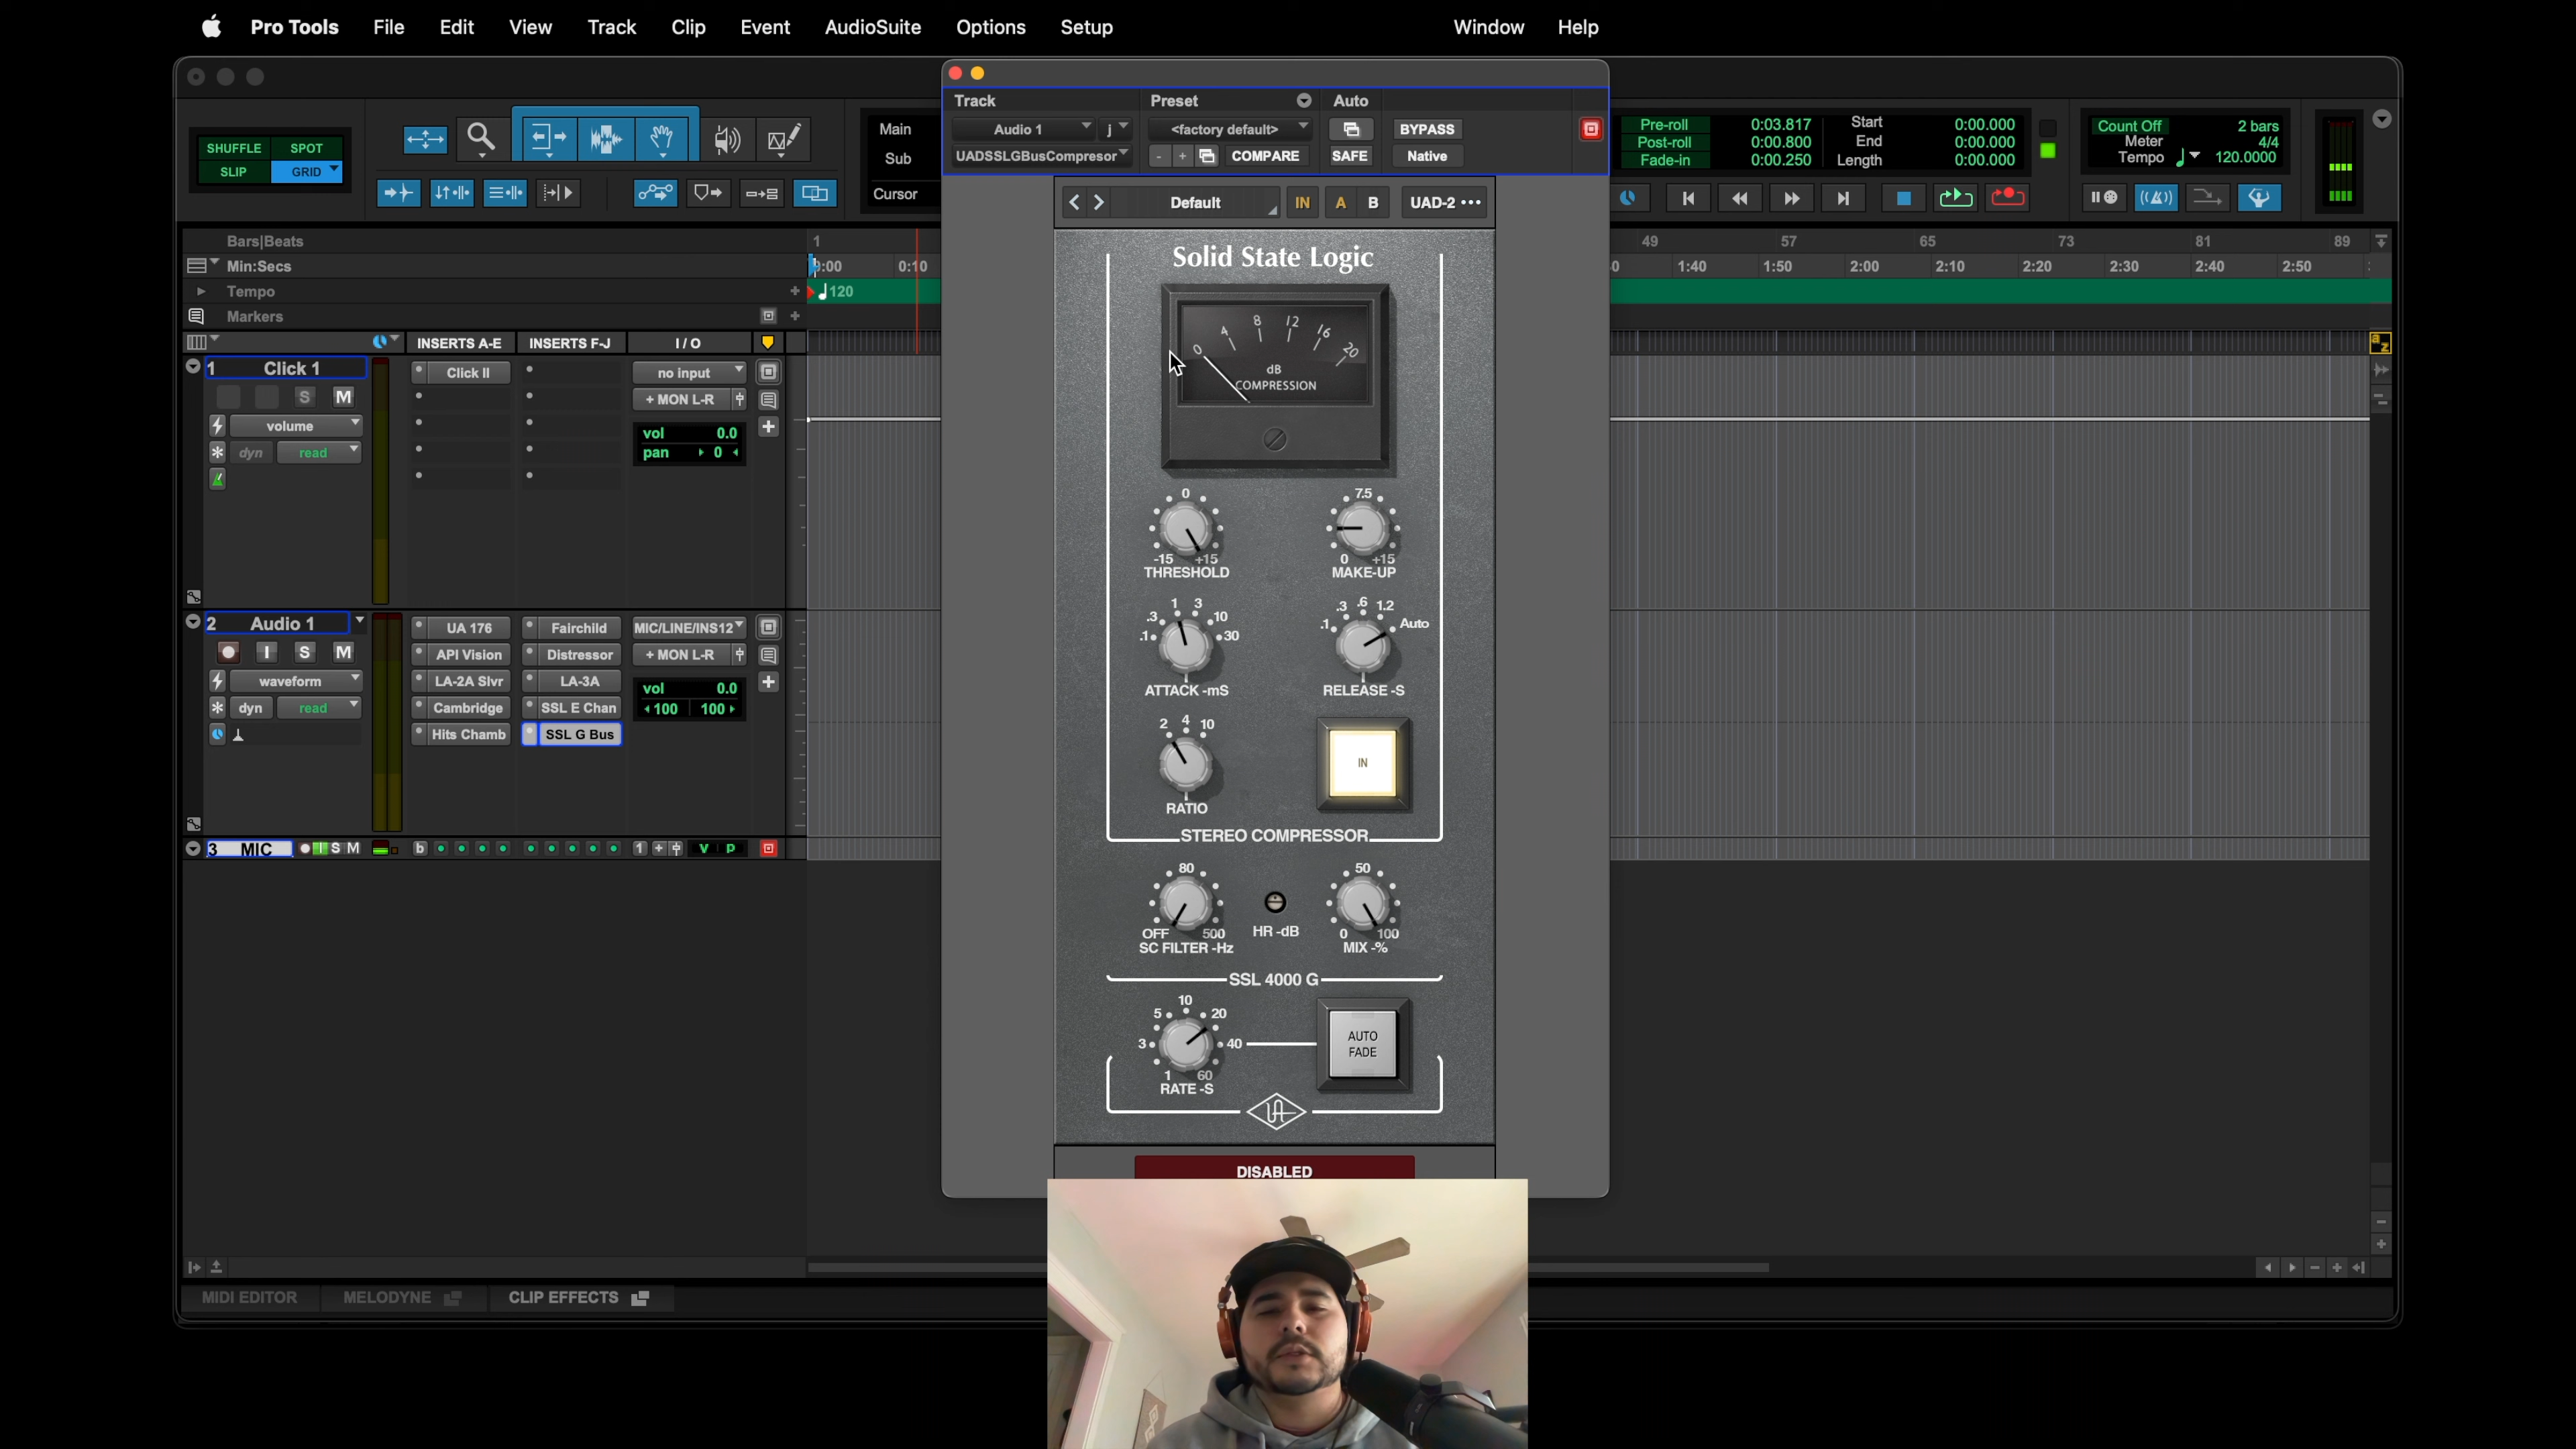 Pro Tools File Edit View Track Clip Event AudioSuite Options Setup Window Help
Track Preset Auto
Audio 1 j <factory default> BYPASS
UADSSLGBusCompresor - + COMPARE SAFE Native
SHUFFLE SPOT
SLIP GRID
Main
Sub
Cursor
Pre-roll 0:03.817
Post-roll 0:00.800
Fade-in 0:00.250
Start 0:00.000
End 0:00.000
Length 0:00.000
Count Off 2 bars
Meter 4/4
Tempo 120.0000
Default IN A B UAD-2
Bars|Beats 1 49 57 65 73 81 89
Min:Secs 0:10 1:40 1:50 2:00 2:10 2:20 2:30 2:40 2:50
Tempo 120
Markers
INSERTS A-E INSERTS F-J I / O
1 Click 1 Click II no input
S M + MON L-R
volume vol 0.0
dyn read pan 0
2 Audio 1 UA 176 Fairchild MIC/LINE/INS12
I S M API Vision Distressor + MON L-R
waveform LA-2A Slvr LA-3A vol 0.0
dyn read Cambridge SSL E Chan 100 100
Hits Chamb SSL G Bus
3 MIC I S M b 1 + V P
a z
Solid State Logic
0 4 8 12 16 20
dB
COMPRESSION
0 7.5
-15 +15 0 +15
THRESHOLD MAKE-UP
.1 .3 1 3 10 30 .1 .3 .6 1.2 Auto
ATTACK -mS RELEASE -S
2 4 10
IN
RATIO
STEREO COMPRESSOR
80 50
OFF 500 HR -dB 0 100
SC FILTER -Hz MIX -%
SSL 4000 G
1 3 5 10 20 40 60
AUTO
FADE
RATE -S
UA
DISABLED
MIDI EDITOR MELODYNE CLIP EFFECTS